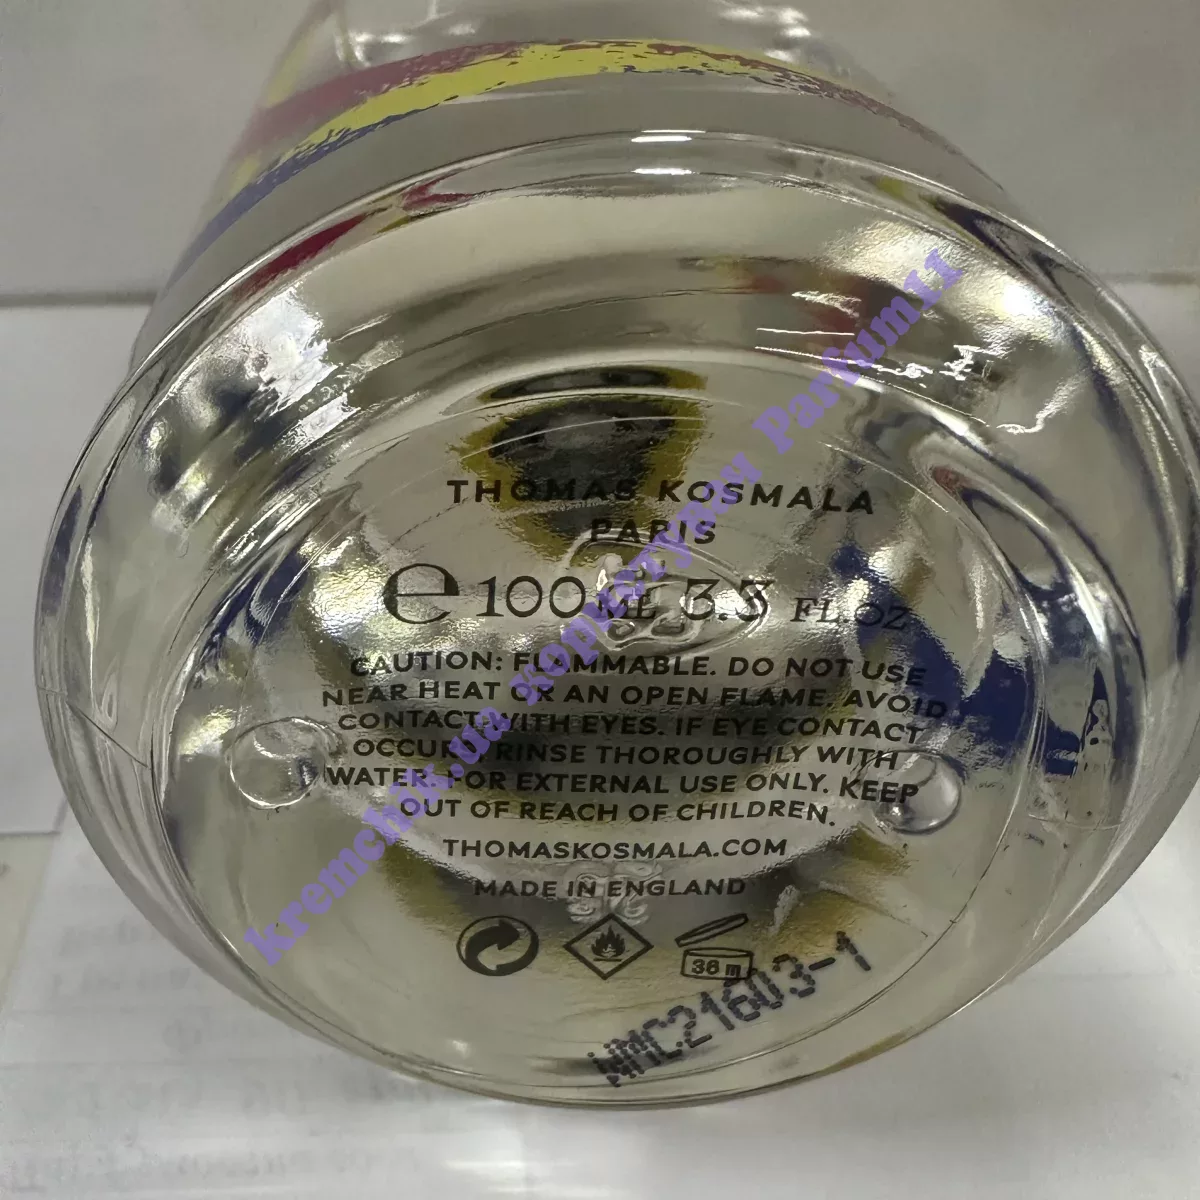 THOMAS KOSMALA
PARIS
℮ 100 ML 3.3 FL.OZ
CAUTION: FLAMMABLE. DO NOT USE
NEAR HEAT OR AN OPEN FLAME. AVOID
CONTACT WITH EYES. IF EYE CONTACT
OCCURS, RINSE THOROUGHLY WITH
WATER. FOR EXTERNAL USE ONLY. KEEP
OUT OF REACH OF CHILDREN.
THOMASKOSMALA.COM
MADE IN ENGLAND
36 m
WMC21603-1
kremchik.ua
Parfum11